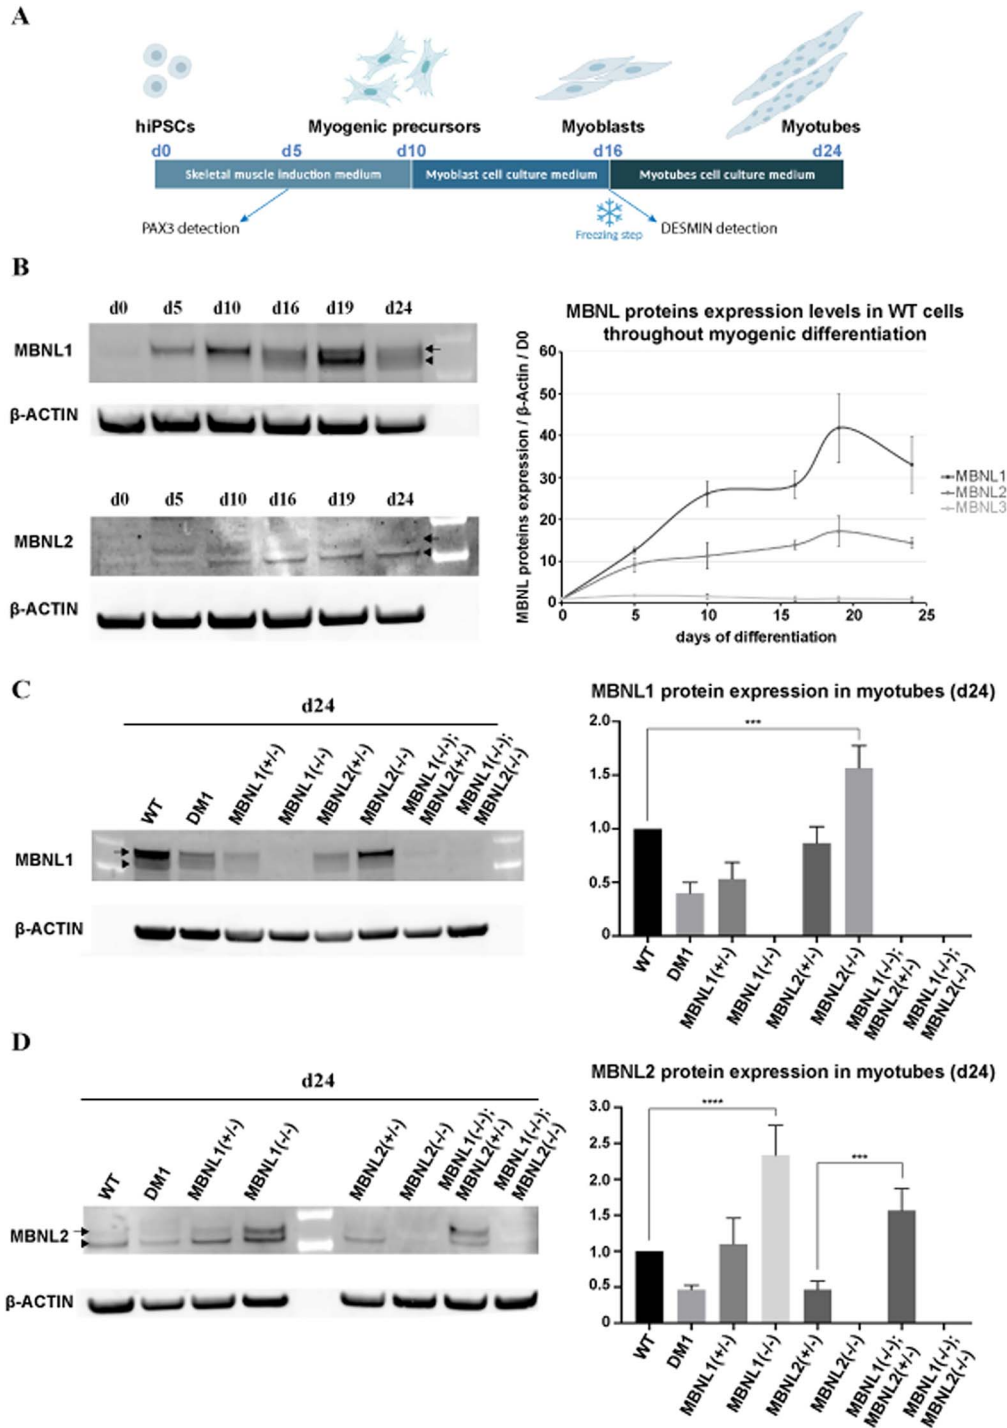 A
hiPSCs
Myogenic precursors
Myoblasts
Myotubes
d0
d5
d10
d16
d24
Skeletal muscle induction medium
Myoblast cell culture medium
Myotubes cell culture medium
PAX3 detection
Freezing step
DESMIN detection
B
d0 d5 d10 d16 d19 d24
MBNL1
β-ACTIN
d0 d5 d10 d16 d19 d24
MBNL2
β-ACTIN
MBNL proteins expression levels in WT cells
throughout myogenic differentiation
MBNL proteins expression / β-Actin / D0
60
50
40
30
20
10
0
0 5 10 15 20 25
days of differentiation
MBNL1
MBNL2
MBNL3
C
d24
WT
DM1
MBNL1(+/-)
MBNL1(-/-)
MBNL2(+/-)
MBNL2(-/-)
MBNL1(-/-);
MBNL2(+/-)
MBNL1(-/-);
MBNL2(-/-)
MBNL1
β-ACTIN
MBNL1 protein expression in myotubes (d24)
2.0
1.5
1.0
0.5
0
***
WT
DM1
MBNL1(+/-)
MBNL1(-/-)
MBNL2(+/-)
MBNL2(-/-)
MBNL1(-/-);
MBNL2(+/-)
MBNL1(-/-);
MBNL2(-/-)
D
d24
WT
DM1
MBNL1(+/-)
MBNL1(-/-)
MBNL2(+/-)
MBNL2(-/-)
MBNL1(-/-);
MBNL2(+/-)
MBNL1(-/-);
MBNL2(-/-)
MBNL2
β-ACTIN
MBNL2 protein expression in myotubes (d24)
3.0
2.5
2.0
1.5
1.0
0.5
0
****
***
WT
DM1
MBNL1(+/-)
MBNL1(-/-)
MBNL2(+/-)
MBNL2(-/-)
MBNL1(-/-);
MBNL2(+/-)
MBNL1(-/-);
MBNL2(-/-)